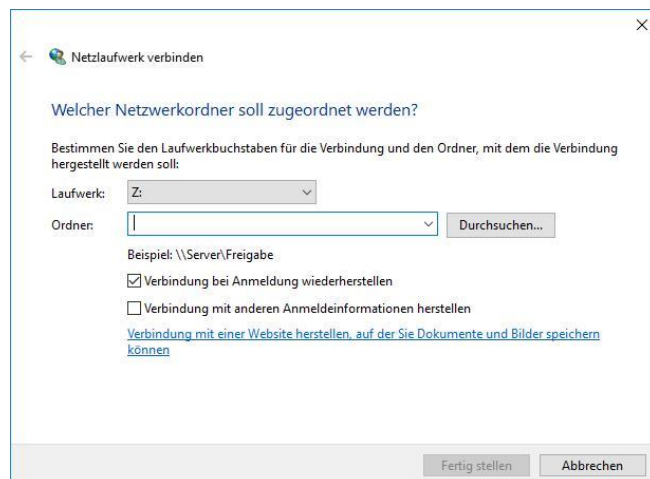 Netzlaufwerk verbinden
Welcher Netzwerkordner soll zugeordnet werden?
Bestimmen Sie den Laufwerkbuchstaben für die Verbindung und den Ordner, mit dem die Verbindung
hergestellt werden soll:
Laufwerk: Z:
Ordner: Durchsuchen...
Beispiel: \\Server\Freigabe
Verbindung bei Anmeldung wiederherstellen
Verbindung mit anderen Anmeldeinformationen herstellen
Verbindung mit einer Website herstellen, auf der Sie Dokumente und Bilder speichern
können
Fertig stellen Abbrechen